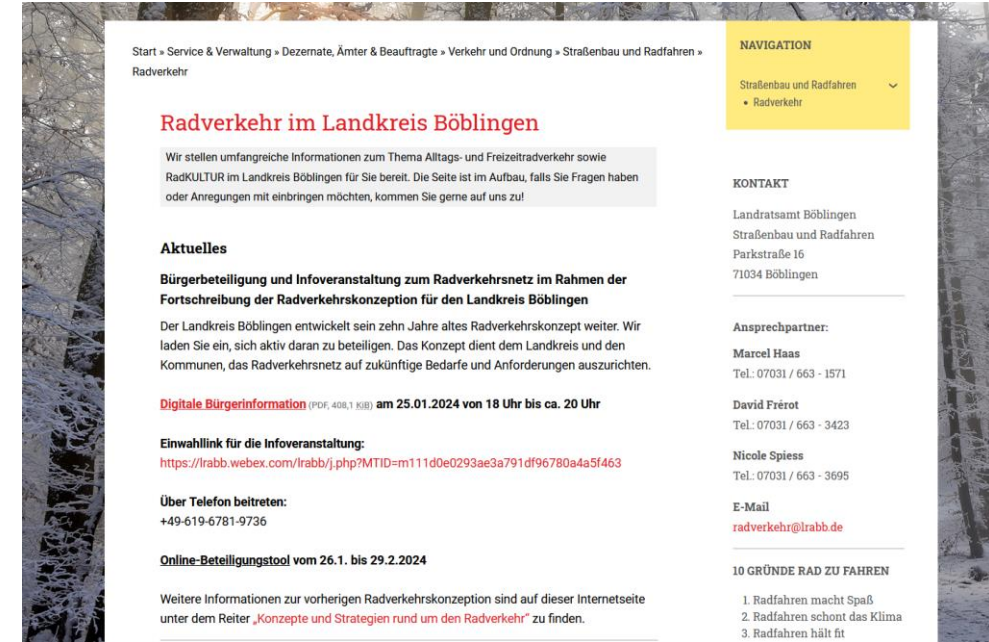 Start » Service & Verwaltung » Dezernate, Ämter & Beauftragte » Verkehr und Ordnung » Straßenbau und Radfahren »
Radverkehr
Radverkehr im Landkreis Böblingen
Wir stellen umfangreiche Informationen zum Thema Alltags- und Freizeitradverkehr sowie
RadKULTUR im Landkreis Böblingen für Sie bereit. Die Seite ist im Aufbau, falls Sie Fragen haben
oder Anregungen mit einbringen möchten, kommen Sie gerne auf uns zu!
Aktuelles
Bürgerbeteiligung und Infoveranstaltung zum Radverkehrsnetz im Rahmen der
Fortschreibung der Radverkehrskonzeption für den Landkreis Böblingen
Der Landkreis Böblingen entwickelt sein zehn Jahre altes Radverkehrskonzept weiter. Wir
laden Sie ein, sich aktiv daran zu beteiligen. Das Konzept dient dem Landkreis und den
Kommunen, das Radverkehrsnetz auf zukünftige Bedarfe und Anforderungen auszurichten.
Digitale Bürgerinformation (PDF, 408,1 KiB) am 25.01.2024 von 18 Uhr bis ca. 20 Uhr
Einwahllink für die Infoveranstaltung:
https://lrabb.webex.com/lrabb/j.php?MTID=m111d0e0293ae3a791df96780a4a5f463
Über Telefon beitreten:
+49-619-6781-9736
Online-Beteiligungstool vom 26.1. bis 29.2.2024
Weitere Informationen zur vorherigen Radverkehrskonzeption sind auf dieser Internetseite
unter dem Reiter „Konzepte und Strategien rund um den Radverkehr“ zu finden.
NAVIGATION
Straßenbau und Radfahren
• Radverkehr
KONTAKT
Landratsamt Böblingen
Straßenbau und Radfahren
Parkstraße 16
71034 Böblingen
Ansprechpartner:
Marcel Haas
Tel.: 07031 / 663 - 1571
David Frérot
Tel.: 07031 / 663 - 3423
Nicole Spiess
Tel.: 07031 / 663 - 3695
E-Mail
radverkehr@lrabb.de
10 GRÜNDE RAD ZU FAHREN
1. Radfahren macht Spaß
2. Radfahren schont das Klima
3. Radfahren hält fit